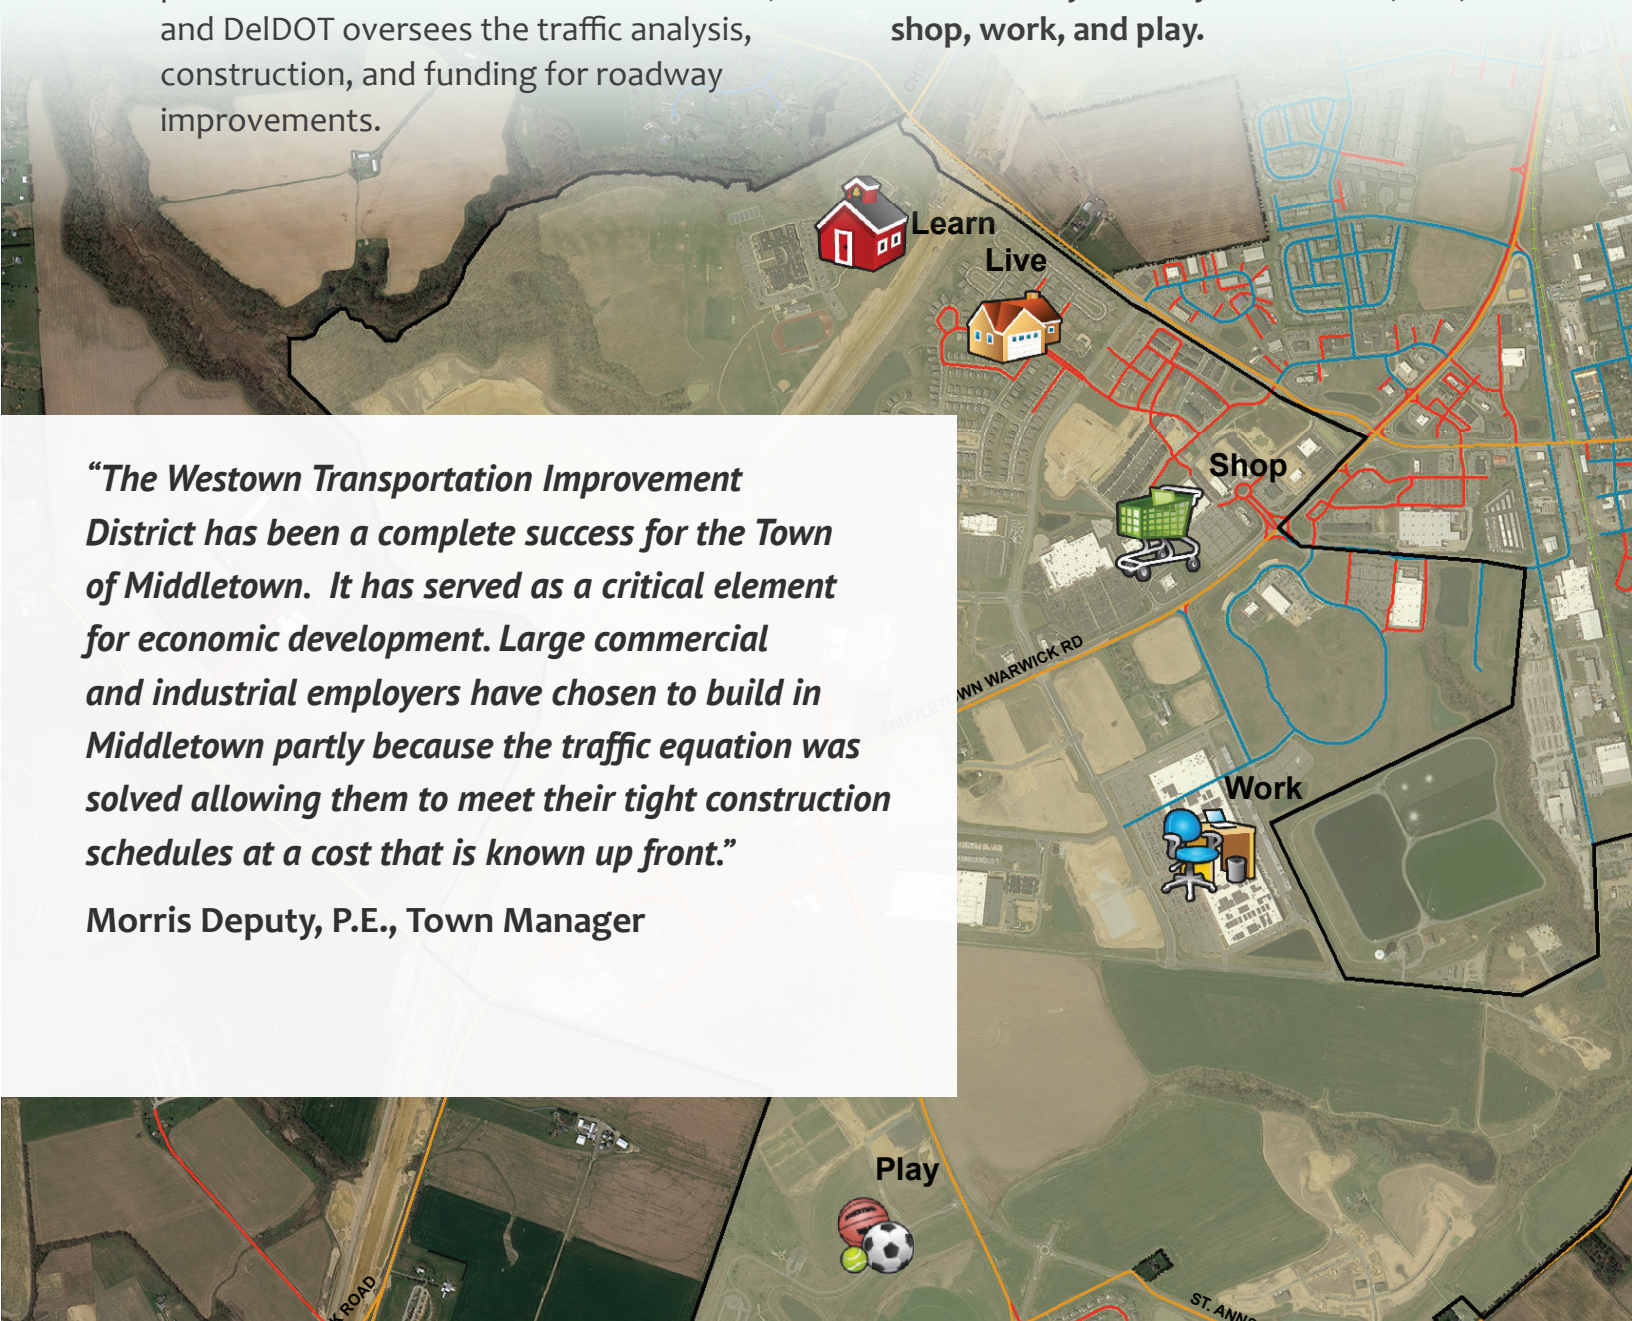 and DelDOT oversees the traffic analysis,
construction, and funding for roadway
improvements.
shop, work, and play.
Learn
Live
Shop
“The Westown Transportation Improvement
District has been a complete success for the Town
of Middletown.  It has served as a critical element
for economic development. Large commercial
and industrial employers have chosen to build in
Middletown partly because the traffic equation was
solved allowing them to meet their tight construction
schedules at a cost that is known up front.”
Morris Deputy, P.E., Town Manager
MIDDLETOWN WARWICK RD
Work
Play
ROAD
ST. ANNS